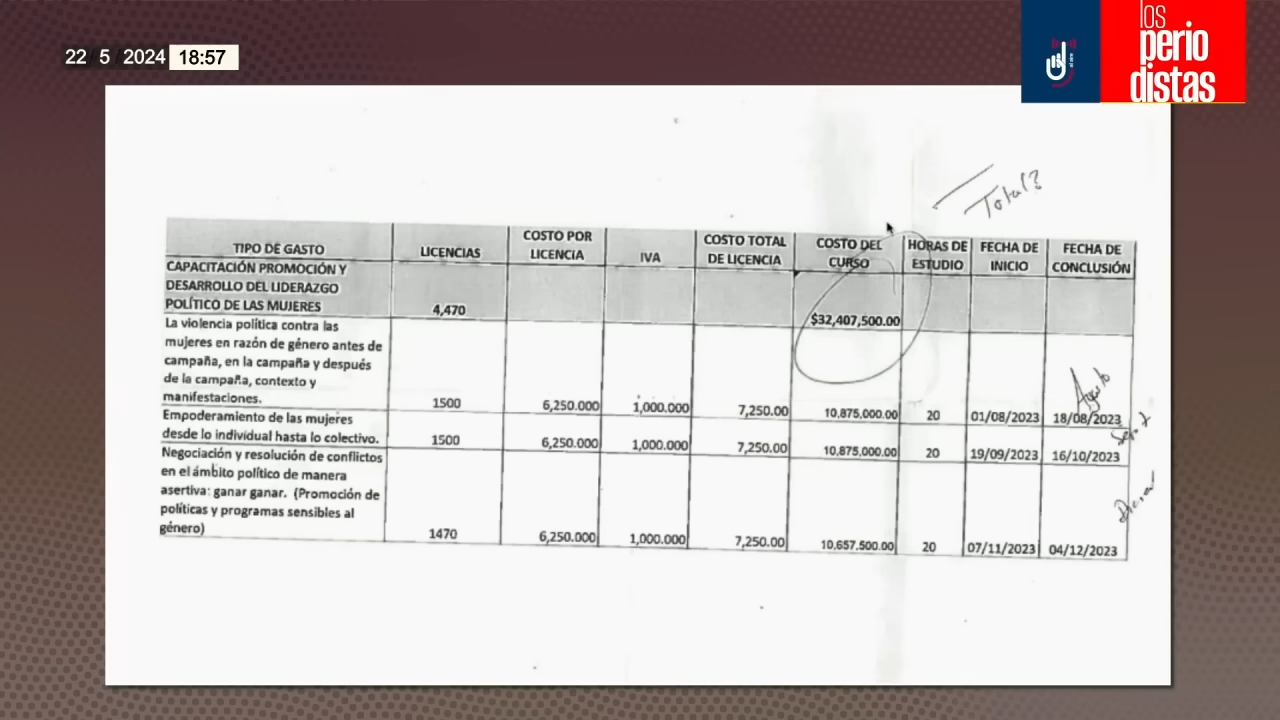 22 5 2024 18:57
los
perio
distas
Total?
TIPO DE GASTO
LICENCIAS
COSTO POR
LICENCIA
IVA
COSTO TOTAL
DE LICENCIA
COSTO DEL
CURSO
HORAS DE
ESTUDIO
FECHA DE
INICIO
FECHA DE
CONCLUSIÓN
CAPACITACIÓN PROMOCIÓN Y
DESARROLLO DEL LIDERAZGO
POLÍTICO DE LAS MUJERES
4,470
$32,407,500.00
La violencia política contra las
mujeres en razón de género antes de
campaña, en la campaña y después
de la campaña, contexto y
manifestaciones.
1500
6,250.000
1,000.000
7,250.00
10,875,000.00
20
01/08/2023
18/08/2023
Agosto
Empoderamiento de las mujeres
desde lo individual hasta lo colectivo.
1500
6,250.000
1,000.000
7,250.00
10,875,000.00
20
19/09/2023
16/10/2023
Negociación y resolución de conflictos
en el ámbito político de manera
asertiva: ganar ganar. (Promoción de
políticas y programas sensibles al
género)
1470
6,250.000
1,000.000
7,250.00
10,657,500.00
20
07/11/2023
04/12/2023